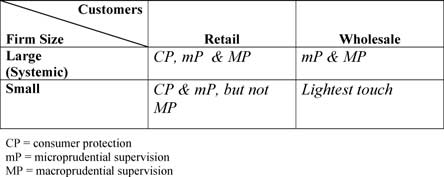 Customers
Firm Size
Retail
Wholesale
Large
(Systemic)
CP, mP & MP
mP & MP
Small
CP & mP, but not
MP
Lightest touch
CP = consumer protection
mP = microprudential supervision
MP = macroprudential supervision